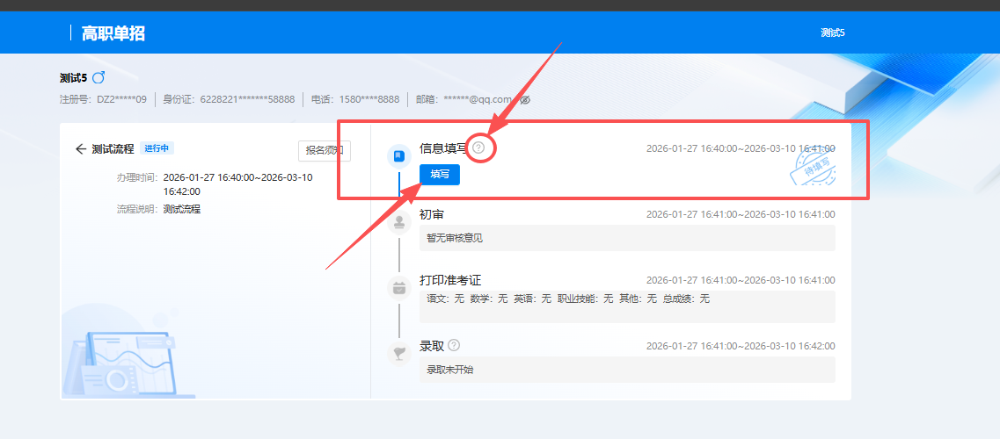 高职单招
测试5
测试5
注册号: DZ2*****09 身份证: 6228221*******58888 电话: 1580****8888 邮箱: ******@qq.com
测试流程 进行中 报名须知
办理时间: 2026-01-27 16:40:00~2026-03-10 16:42:00
流程说明: 测试流程
信息填写 ? 2026-01-27 16:40:00~2026-03-10 16:41:00
填写
待填写
初审 2026-01-27 16:41:00~2026-03-10 16:41:00
暂无审核意见
打印准考证 2026-01-27 16:41:00~2026-03-10 16:41:00
语文: 无 数学: 无 英语: 无 职业技能: 无 其他: 无 总成绩: 无
录取 ? 2026-01-27 16:41:00~2026-03-10 16:42:00
录取未开始